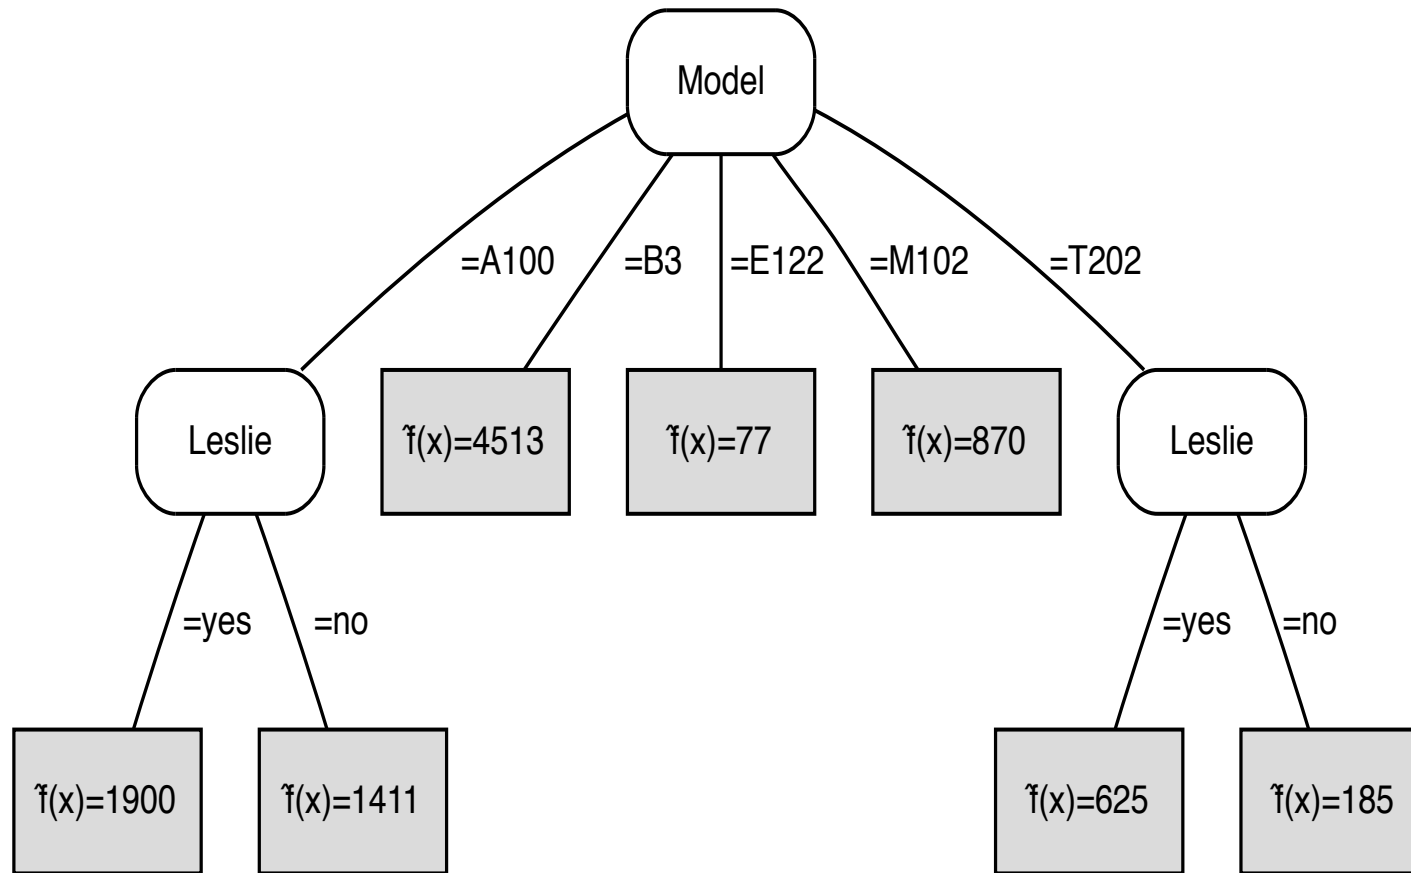 Model
=A100
=B3
=E122
=M102
=T202
Leslie
f̂(x)=4513
f̂(x)=77
f̂(x)=870
Leslie
=yes
=no
=yes
=no
f̂(x)=1900
f̂(x)=1411
f̂(x)=625
f̂(x)=185